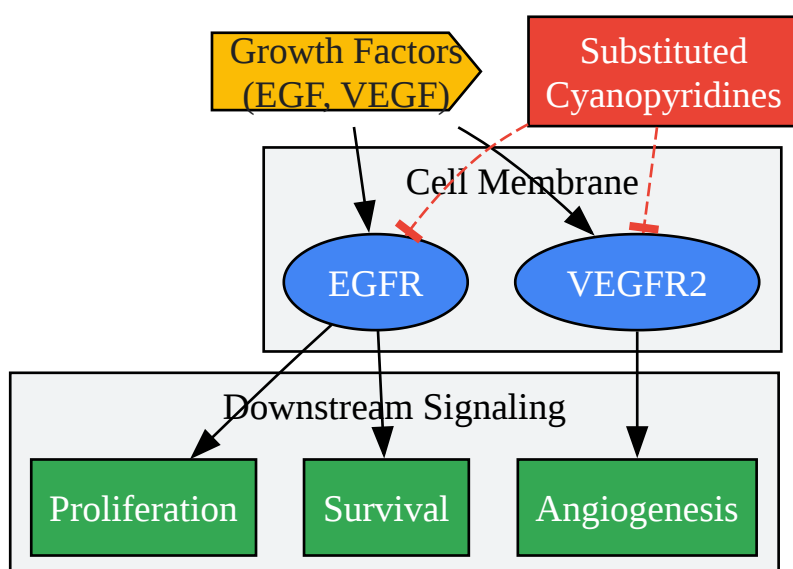 Growth Factors
(EGF, VEGF)
Substituted
Cyanopyridines
Cell Membrane
EGFR
VEGFR2
Downstream Signaling
Proliferation
Survival
Angiogenesis